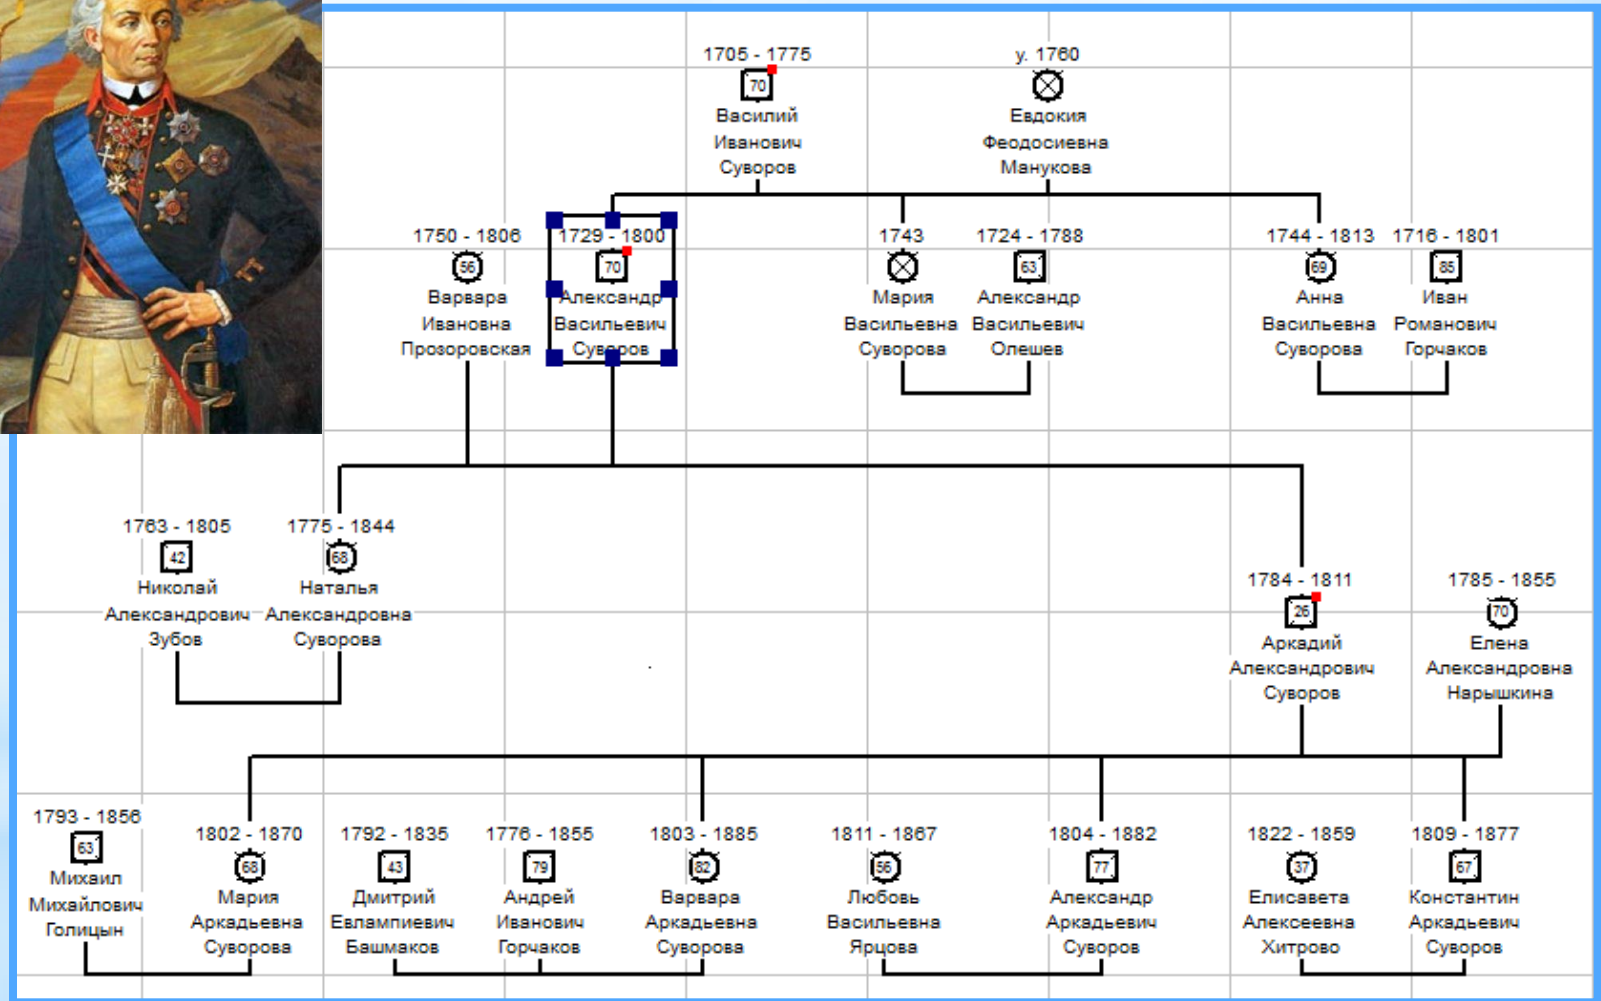 1705 - 1775
70
Василий
Иванович
Суворов
у. 1760
Евдокия
Феодосиевна
Манукова
1750 - 1806
56
Варвара
Ивановна
Прозоровская
1729 - 1800
70
Александр
Васильевич
Суворов
1743
Мария
Васильевна
Суворова
1724 - 1788
63
Александр
Васильевич
Олешев
1744 - 1813
69
Анна
Васильевна
Суворова
1716 - 1801
85
Иван
Романович
Горчаков
1763 - 1805
42
Николай
Александрович
Зубов
1775 - 1844
68
Наталья
Александровна
Суворова
1784 - 1811
26
Аркадий
Александрович
Суворов
1785 - 1855
70
Елена
Александровна
Нарышкина
1793 - 1856
63
Михаил
Михайлович
Голицын
1802 - 1870
68
Мария
Аркадьевна
Суворова
1792 - 1835
43
Дмитрий
Евлампиевич
Башмаков
1776 - 1855
79
Андрей
Иванович
Горчаков
1803 - 1885
82
Варвара
Аркадьевна
Суворова
1811 - 1867
56
Любовь
Васильевна
Ярцова
1804 - 1882
77
Александр
Аркадьевич
Суворов
1822 - 1859
37
Елисавета
Алексеевна
Хитрово
1809 - 1877
67
Константин
Аркадьевич
Суворов